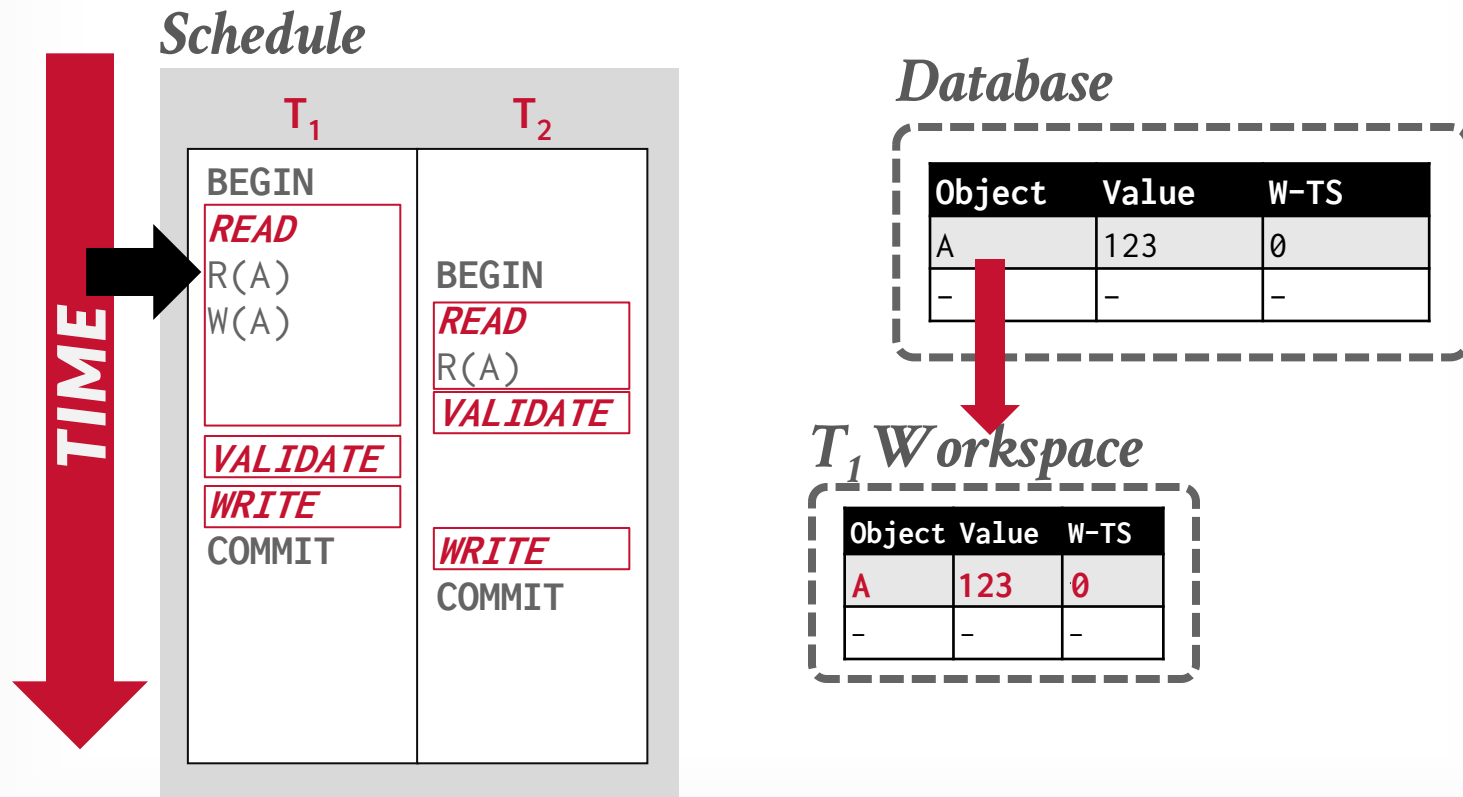 Schedule
TIME
T1 T2
BEGIN
READ
R(A) BEGIN
W(A) READ
R(A)
VALIDATE
VALIDATE
WRITE
COMMIT WRITE
COMMIT
Database
Object Value W-TS
A 123 0
- - -
T1 Workspace
Object Value W-TS
A 123 0
- - -